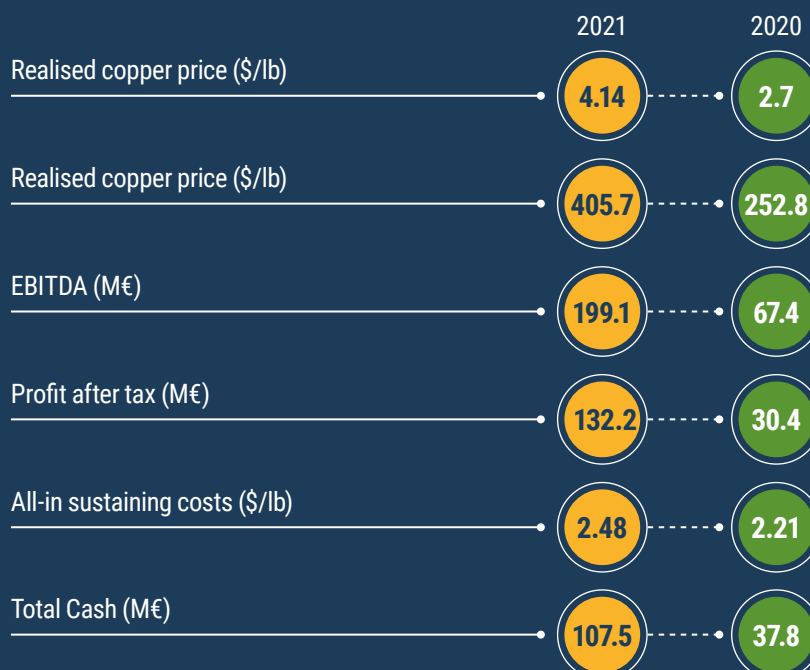 2021 2020
Realised copper price ($/lb)
4.14 2.7
Realised copper price ($/lb)
405.7 252.8
EBITDA (M€)
199.1 67.4
Profit after tax (M€)
132.2 30.4
All-in sustaining costs ($/lb)
2.48 2.21
Total Cash (M€)
107.5 37.8